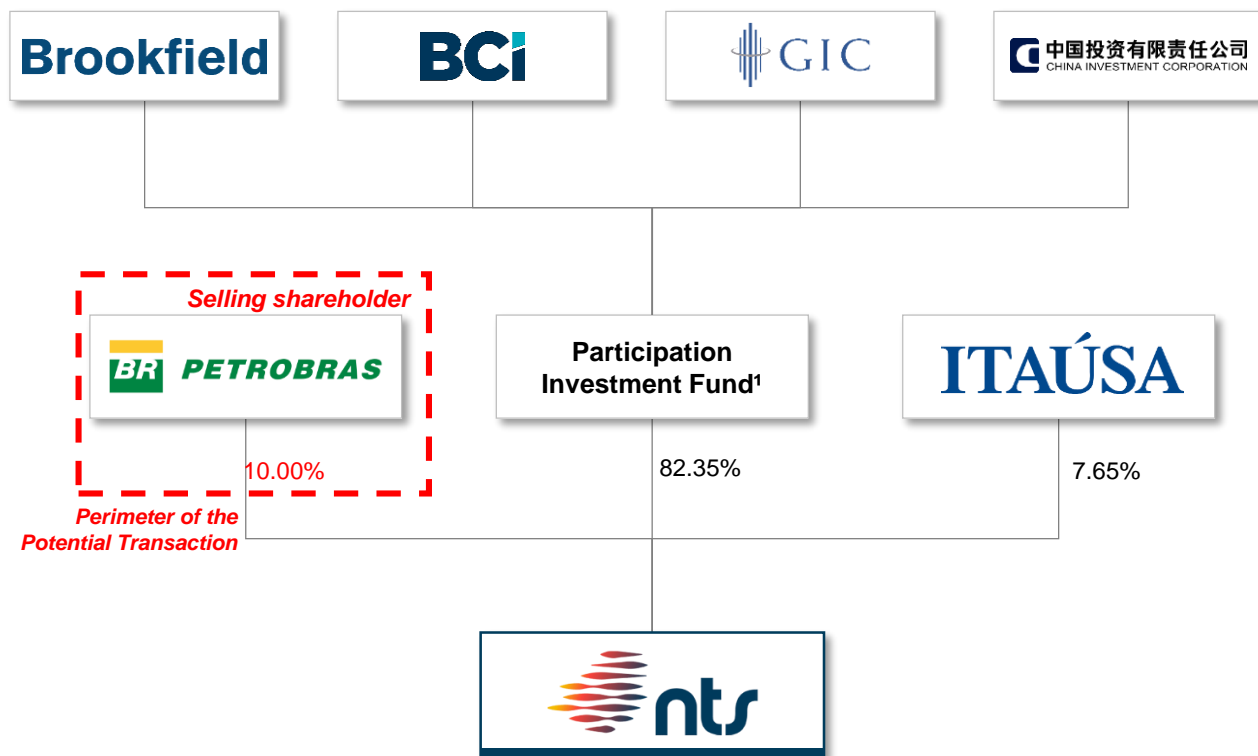 Brookfield
BCi
GIC
中国投资有限责任公司
CHINA INVESTMENT CORPORATION
Selling shareholder
BR PETROBRAS
Participation
Investment Fund¹
ITAÚSA
10.00%
82.35%
7.65%
Perimeter of the
Potential Transaction
nts